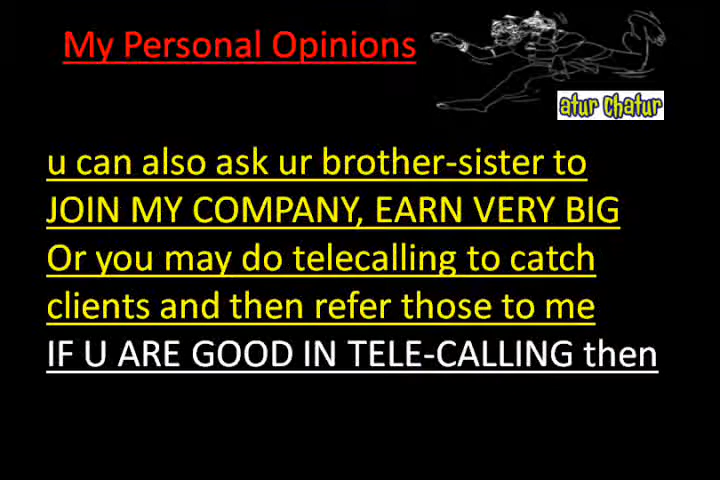 My Personal Opinions
atur chatur
u can also ask ur brother-sister to
JOIN MY COMPANY, EARN VERY BIG
Or you may do telecalling to catch
clients and then refer those to me
IF U ARE GOOD IN TELE-CALLING then